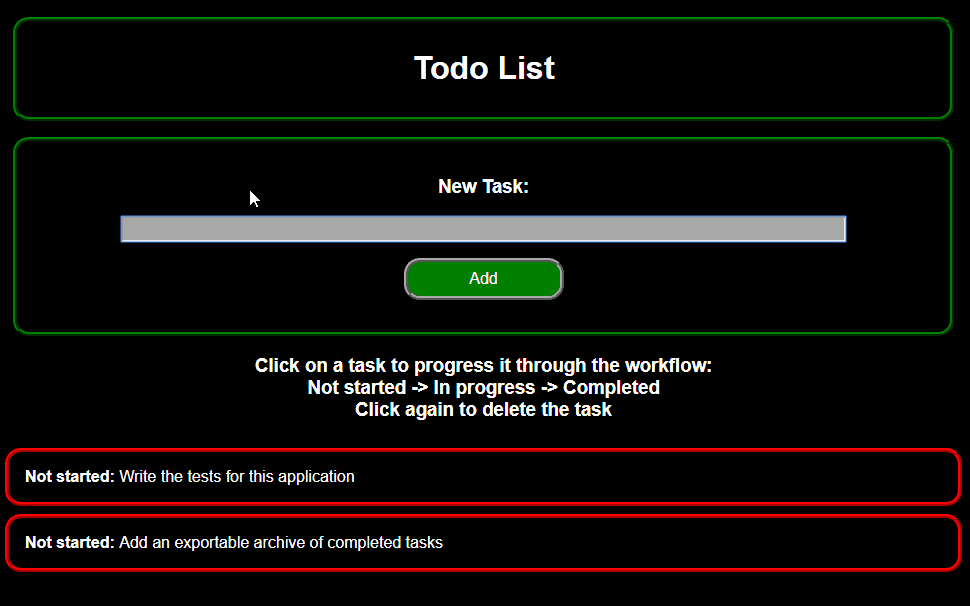 Todo List
New Task:
Add
Click on a task to progress it through the workflow:
Not started -> In progress -> Completed
Click again to delete the task
Not started: Write the tests for this application
Not started: Add an exportable archive of completed tasks